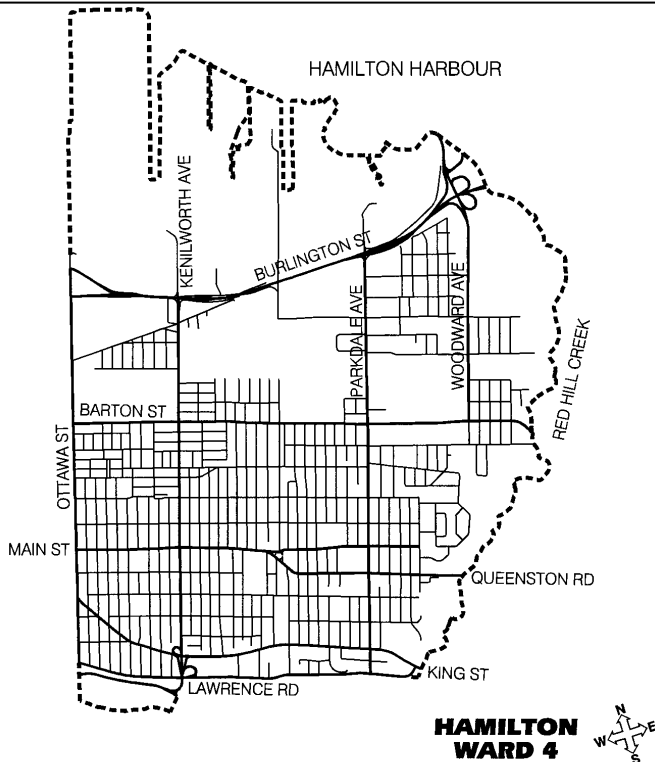 HAMILTON HARBOUR
KENILWORTH AVE
BURLINGTON ST
PARKDALE AVE
WOODWARD AVE
RED HILL CREEK
BARTON ST
OTTAWA ST
MAIN ST
QUEENSTON RD
KING ST
LAWRENCE RD
HAMILTON
WARD 4
N
W E
S